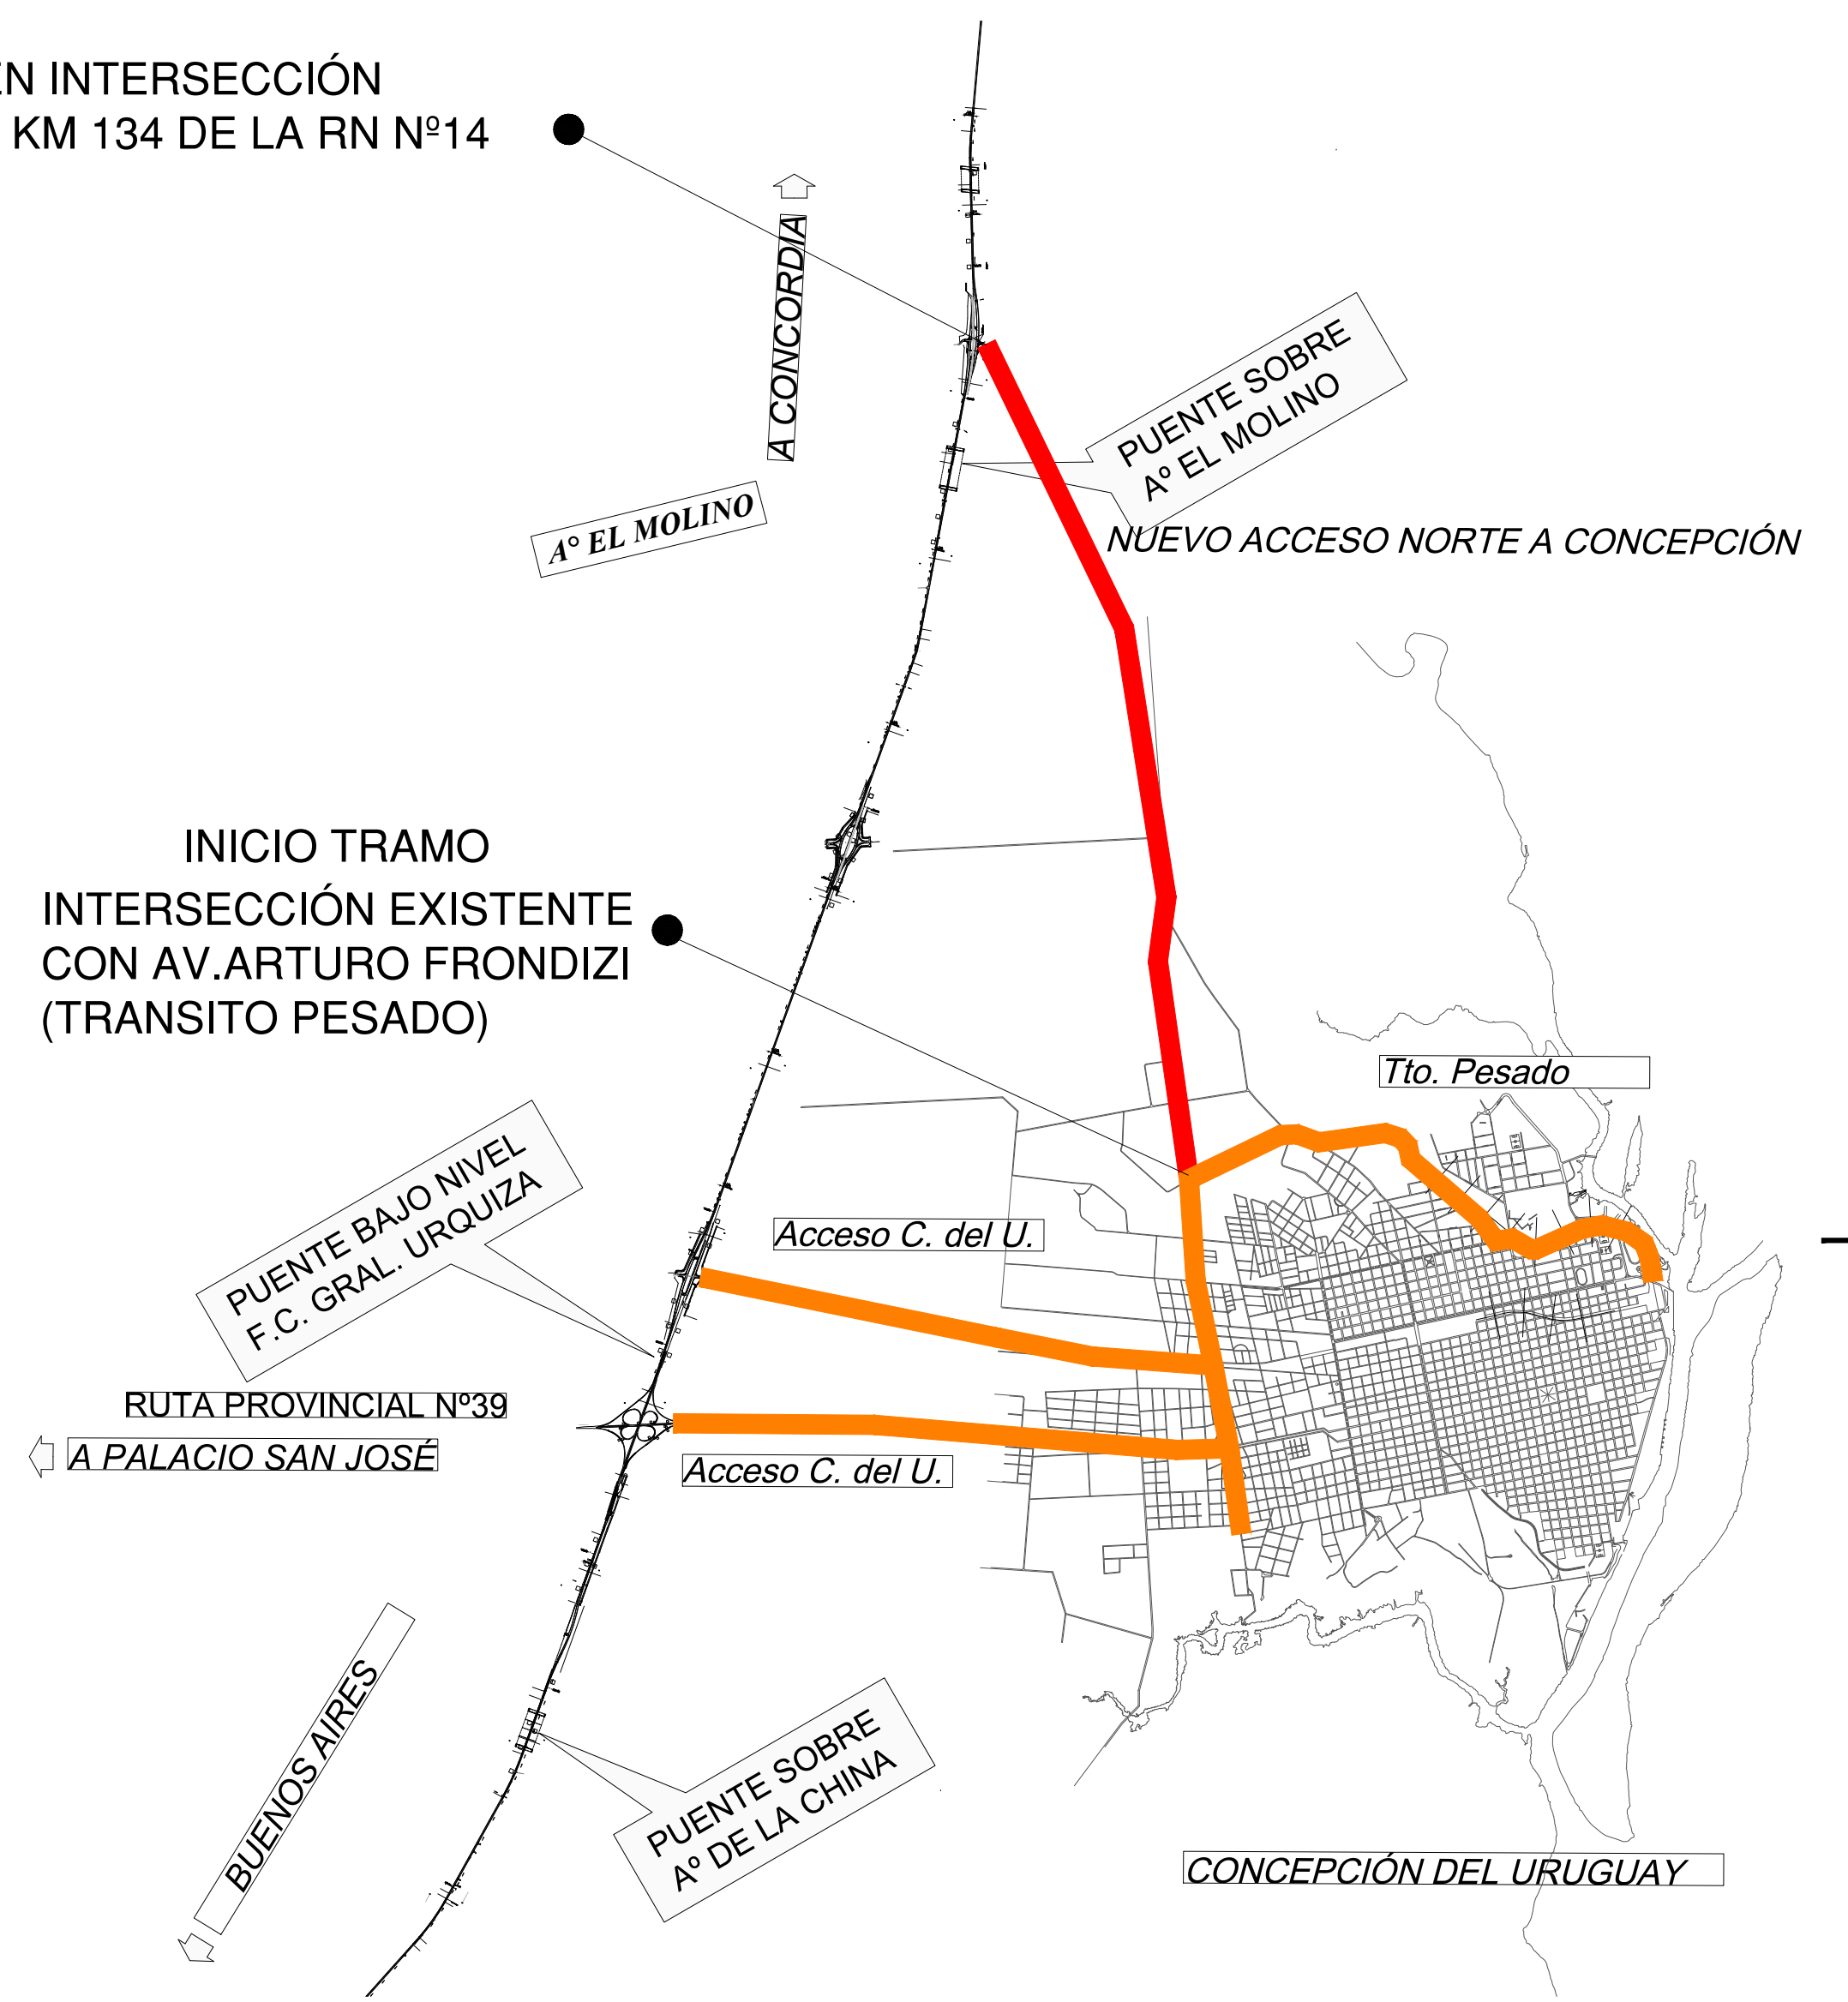 EN INTERSECCIÓN
KM 134 DE LA RN Nº14
A CONCORDIA
PUENTE SOBRE
Aº EL MOLINO
A° EL MOLINO
NUEVO ACCESO NORTE A CONCEPCIÓN
INICIO TRAMO
INTERSECCIÓN EXISTENTE
CON AV.ARTURO FRONDIZI
(TRANSITO PESADO)
Tto. Pesado
PUENTE BAJO NIVEL
F.C. GRAL. URQUIZA
Acceso C. del U.
RUTA PROVINCIAL Nº39
A PALACIO SAN JOSÉ
Acceso C. del U.
BUENOS AIRES
PUENTE SOBRE
Aº DE LA CHINA
CONCEPCIÓN DEL URUGUAY